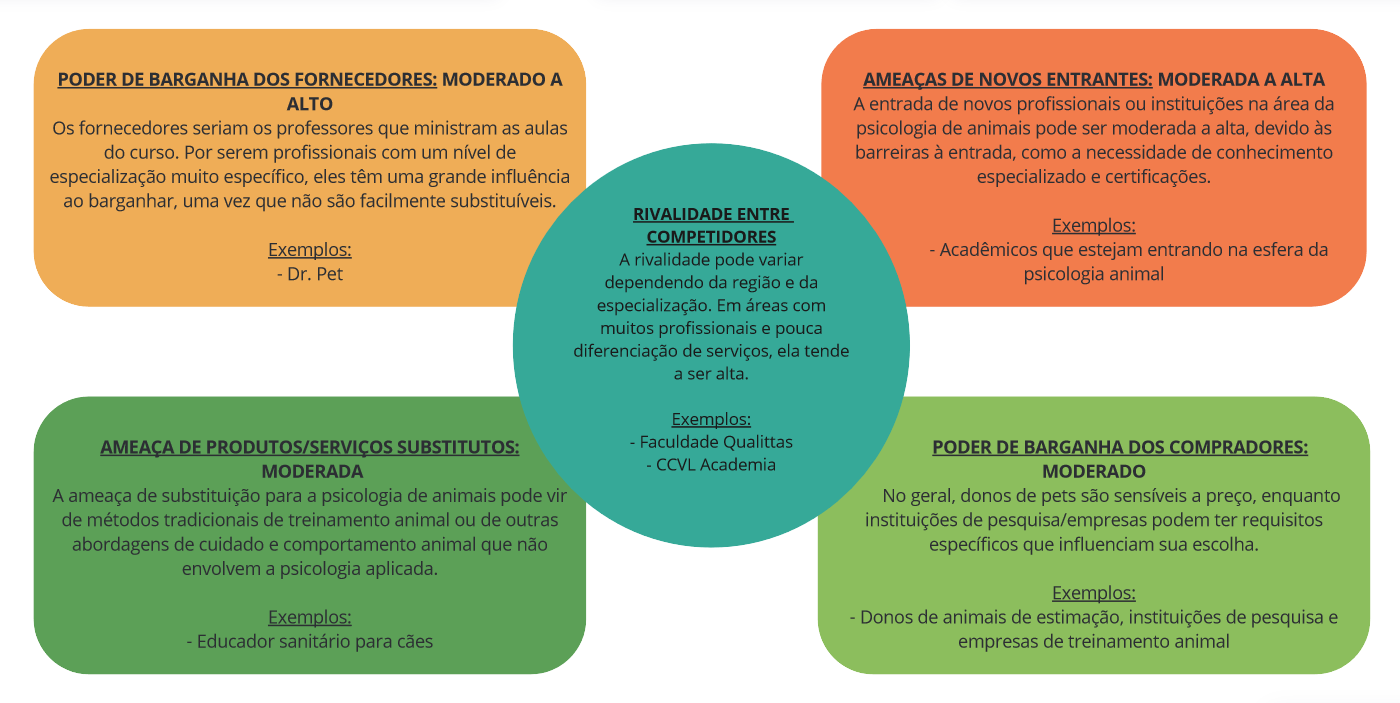 PODER DE BARGANHA DOS FORNECEDORES: MODERADO A
ALTO
Os fornecedores seriam os professores que ministram as aulas
do curso. Por serem profissionais com um nível de
especialização muito específico, eles têm uma grande influência
ao barganhar, uma vez que não são facilmente substituíveis.
Exemplos:
- Dr. Pet
AMEAÇAS DE NOVOS ENTRANTES: MODERADA A ALTA
A entrada de novos profissionais ou instituições na área da
psicologia de animais pode ser moderada a alta, devido às
barreiras à entrada, como a necessidade de conhecimento
especializado e certificações.
Exemplos:
- Acadêmicos que estejam entrando na esfera da
psicologia animal
RIVALIDADE ENTRE
COMPETIDORES
A rivalidade pode variar
dependendo da região e da
especialização. Em áreas com
muitos profissionais e pouca
diferenciação de serviços, ela tende
a ser alta.
Exemplos:
- Faculdade Qualittas
- CCVL Academia
AMEAÇA DE PRODUTOS/SERVIÇOS SUBSTITUTOS:
MODERADA
A ameaça de substituição para a psicologia de animais pode vir
de métodos tradicionais de treinamento animal ou de outras
abordagens de cuidado e comportamento animal que não
envolvem a psicologia aplicada.
Exemplos:
- Educador sanitário para cães
PODER DE BARGANHA DOS COMPRADORES:
MODERADO
No geral, donos de pets são sensíveis a preço, enquanto
instituições de pesquisa/empresas podem ter requisitos
específicos que influenciam sua escolha.
Exemplos:
- Donos de animais de estimação, instituições de pesquisa e
empresas de treinamento animal